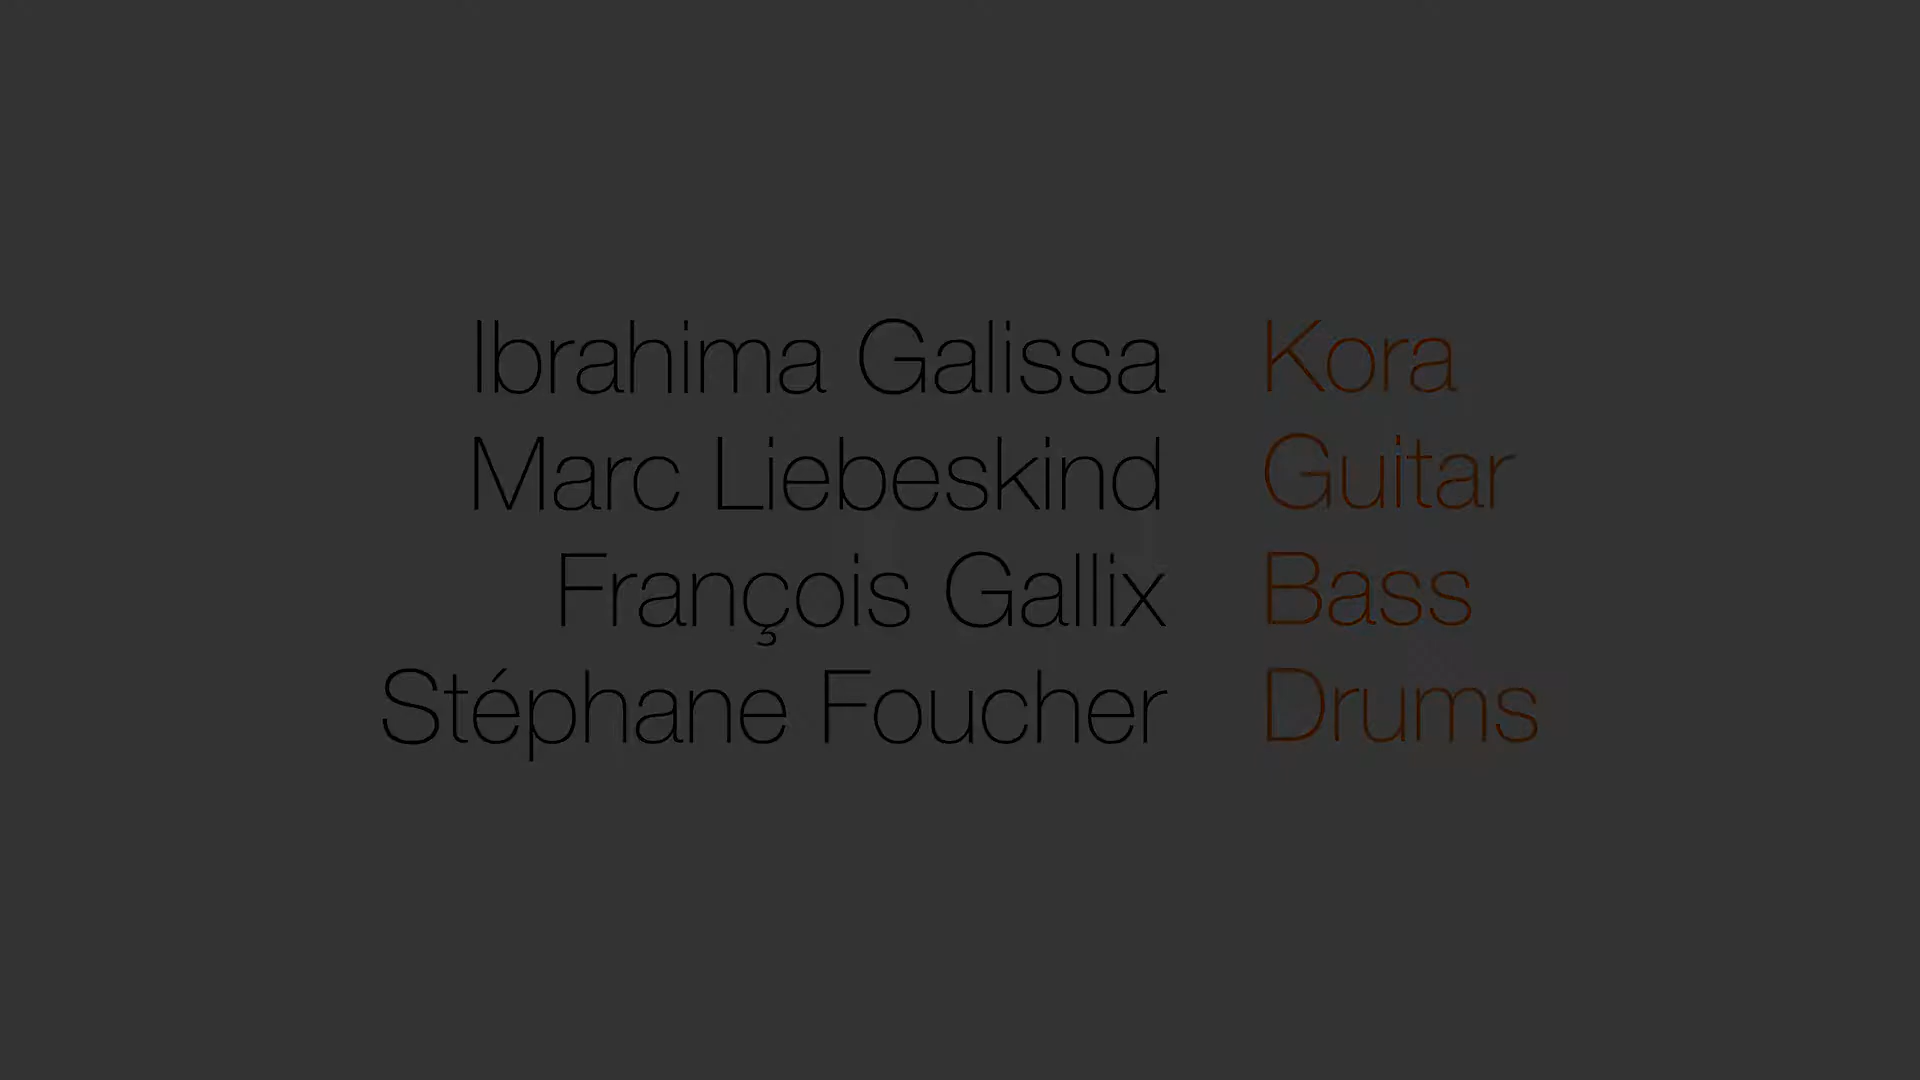 Ibrahima Galissa Kora
Marc Liebeskind Guitar
François Gallix Bass
Stéphane Foucher Drums